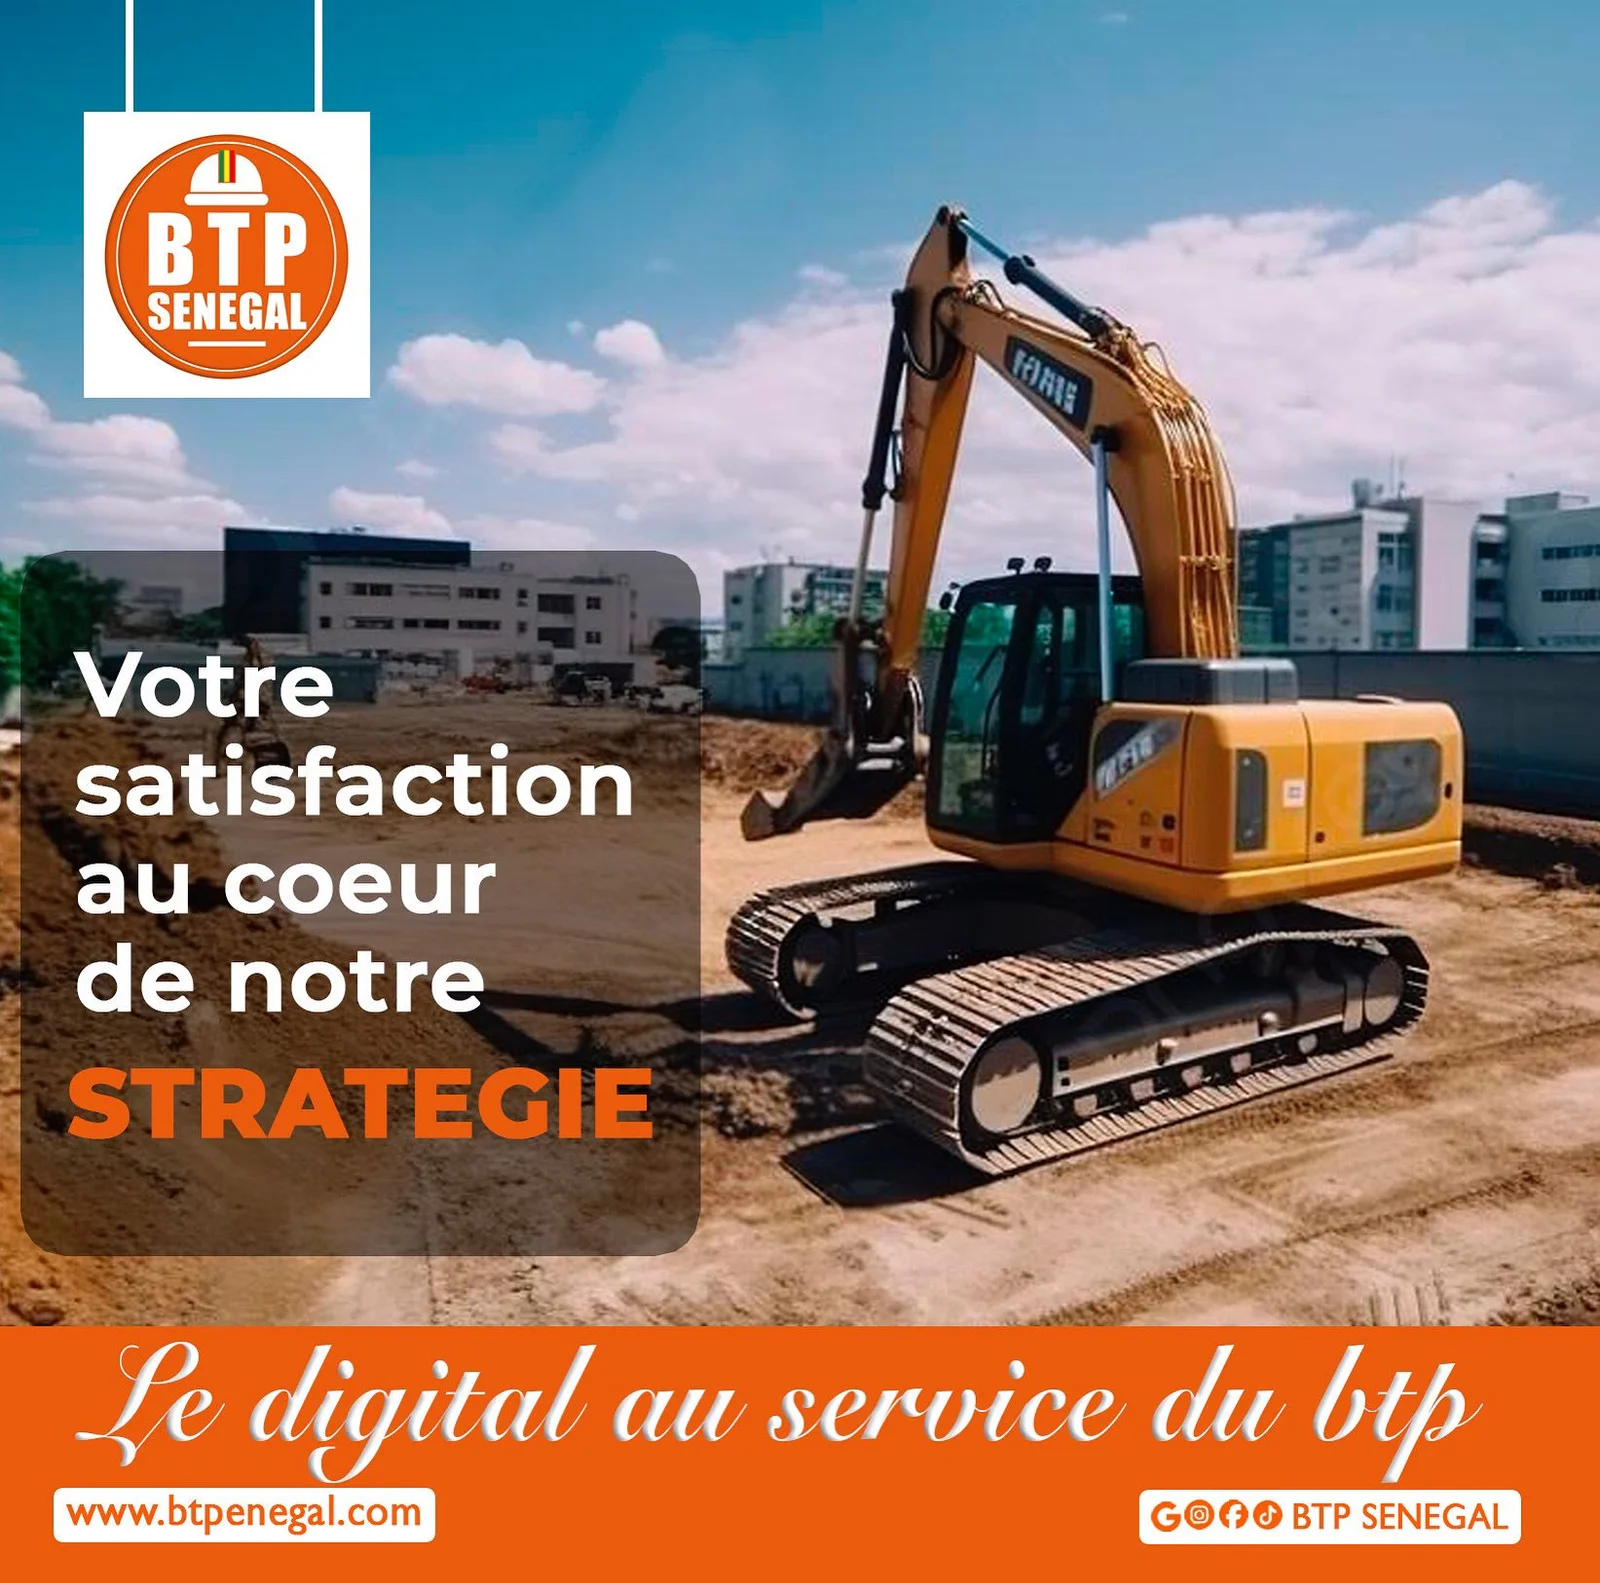 BTP
SENEGAL
Votre
satisfaction
au coeur
de notre
STRATEGIE
Le digital au service du btp
www.btpenegal.com
BTP SENEGAL